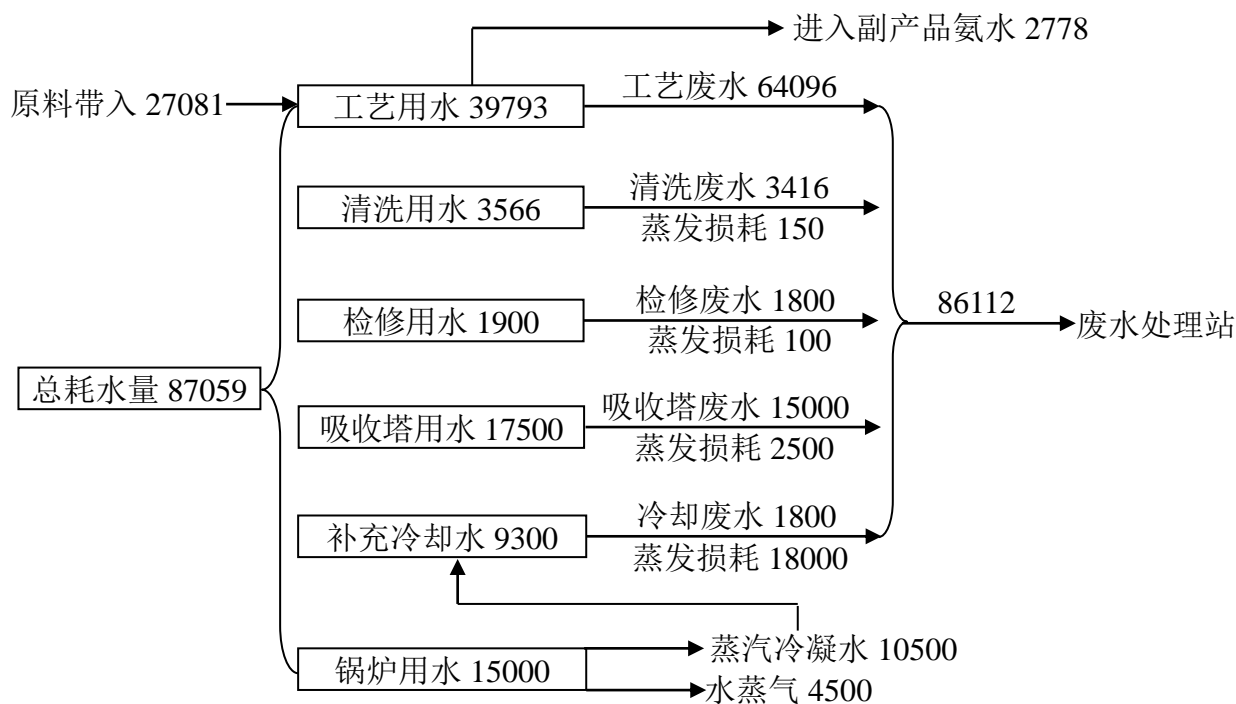 进入副产品氨水 2778
原料带入 27081
工艺用水 39793
工艺废水 64096
清洗用水 3566
清洗废水 3416
蒸发损耗 150
检修用水 1900
检修废水 1800
蒸发损耗 100
86112
废水处理站
总耗水量 87059
吸收塔用水 17500
吸收塔废水 15000
蒸发损耗 2500
补充冷却水 9300
冷却废水 1800
蒸发损耗 18000
锅炉用水 15000
蒸汽冷凝水 10500
水蒸气 4500